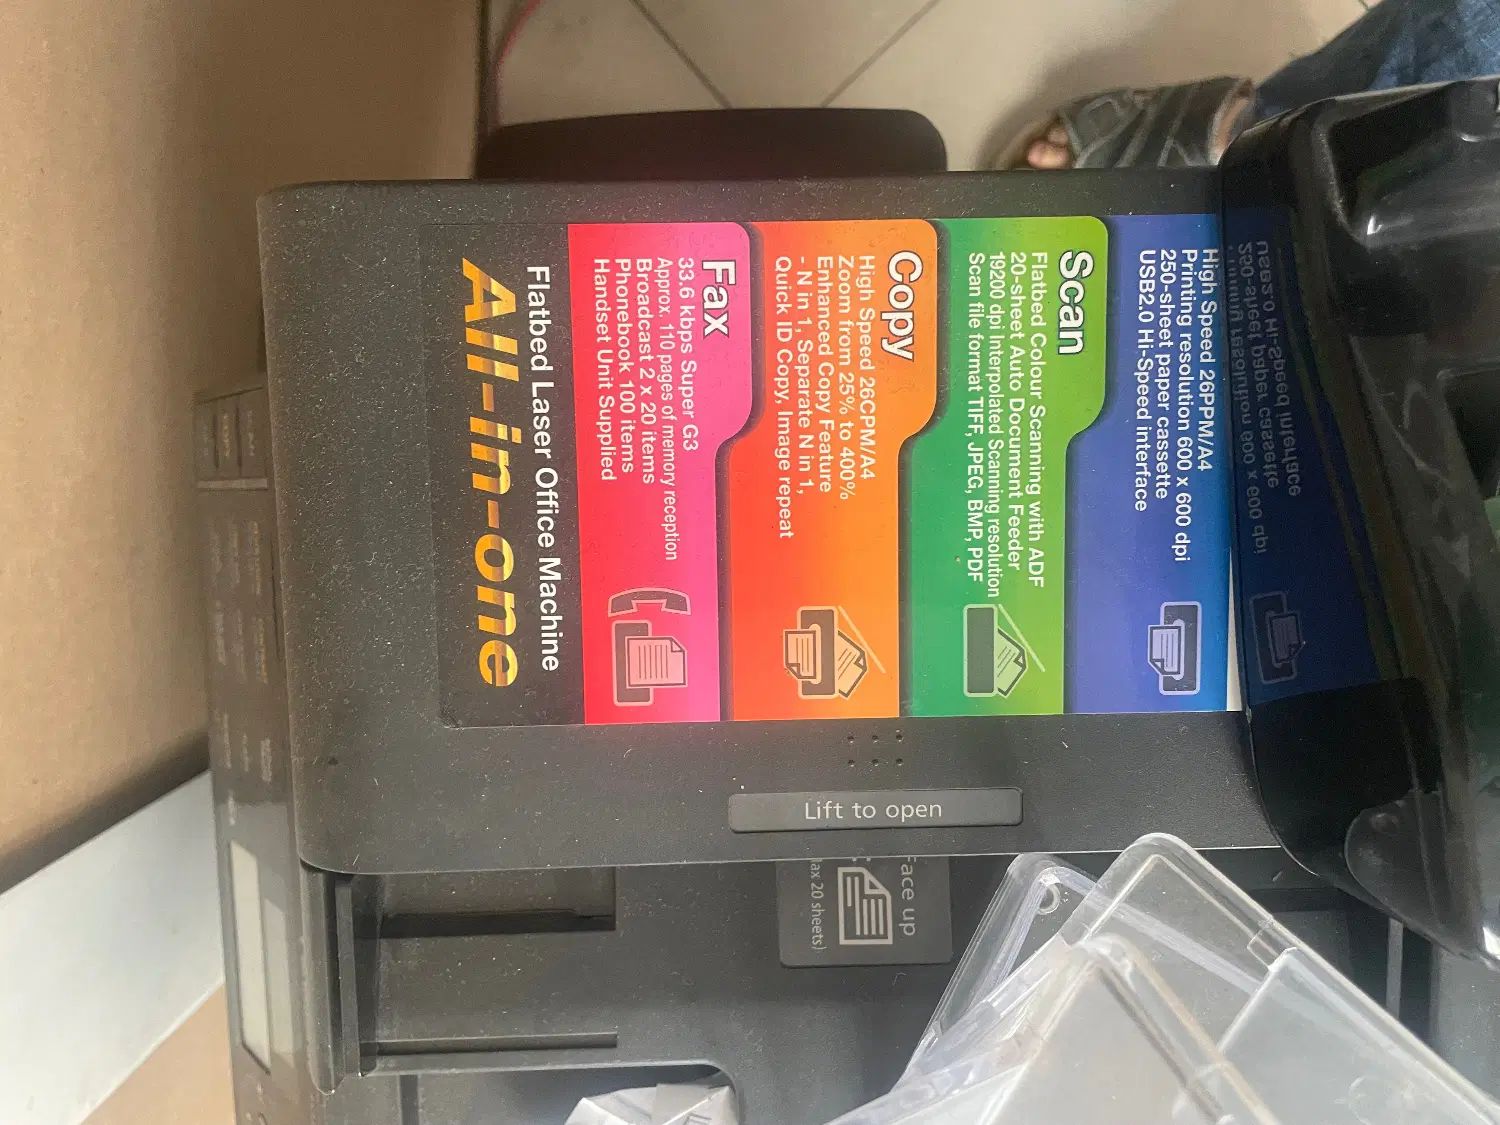 High Speed 26PPM/A4
Printing resolution 600 x 600 dpi
250-sheet paper cassette
USB2.0 Hi-Speed interface
Scan
Flatbed Colour Scanning with ADF
20-sheet Auto Document Feeder
19200 dpi Interpolated Scanning resolution
Scan file format TIFF, JPEG, BMP, PDF
Copy
High Speed 26CPM/A4
Zoom from 25% to 400%
Enhanced Copy Feature
- N in 1, Separate N in 1,
Quick ID Copy, Image repeat
Fax
33.6 kbps Super G3
Approx. 110 pages of memory reception
Broadcast 2 x 20 items
Phonebook 100 items
Handset Unit Supplied
Flatbed Laser Office Machine
All-in-one
Lift to open
Face up
20 sheets)